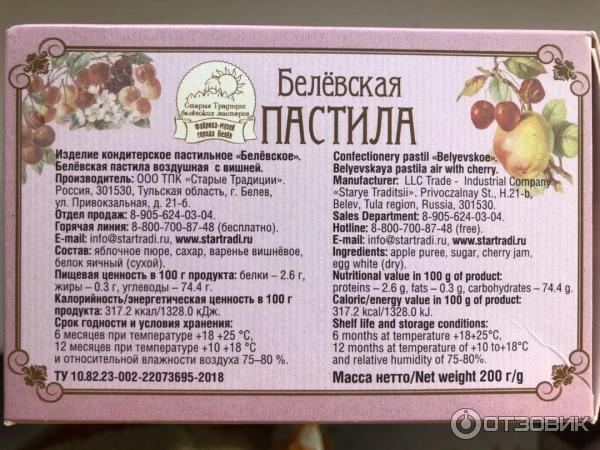 Старые Традиции
белёвских мастеров
Фабрика-музей
города Белёв
Белёвская
ПАСТИЛА
Изделие кондитерское пастильное «Белёвское».
Белёвская пастила воздушная с вишней.
Производитель: ООО ТПК «Старые Традиции».
Россия, 301530, Тульская область, г. Белев,
ул. Привокзальная, д. 21-б.
Отдел продаж: 8-905-624-03-04.
Горячая линия: 8-800-700-87-48 (бесплатно).
E-mail: info@startradi.ru, www.startradi.ru
Состав: яблочное пюре, сахар, варенье вишнёвое,
белок яичный (сухой).
Пищевая ценность в 100 г продукта: белки – 2.6 г,
жиры – 0.3 г, углеводы – 74.4 г.
Калорийность/энергетическая ценность в 100 г
продукта: 317.2 ккал/1328.0 кДж.
Срок годности и условия хранения:
6 месяцев при температуре +18 +25 °С,
12 месяцев при температуре +10 +18 °С
и относительной влажности воздуха 75–80 %.
ТУ 10.82.23-002-22073695-2018
Confectionery pastil «Belyevskoe».
Belyevskaya pastila air with cherry.
Manufacturer: LLC Trade - Industrial Company
«Starye Traditsii». Privoczalnay St., H.21-b,
Belev, Tula region, Russia, 301530.
Sales Department: 8-905-624-03-04.
Hotline: 8-800-700-87-48 (free).
E-mail: info@startradi.ru, www.startradi.ru
Ingredients: apple puree, sugar, cherry jam,
egg white (dry).
Nutritional value in 100 g of product:
proteins – 2.6 g, fats – 0.3 g, carbohydrates – 74.4 g.
Caloric/energy value in 100 g of product:
317.2 kcal/1328.0 kJ.
Shelf life and storage conditions:
6 months at temperature +18+25°C,
12 months at temperature of +10 to+18°C
and relative humidity of 75-80%.
Масса нетто/Net weight 200 г/g
ОТЗОВИК